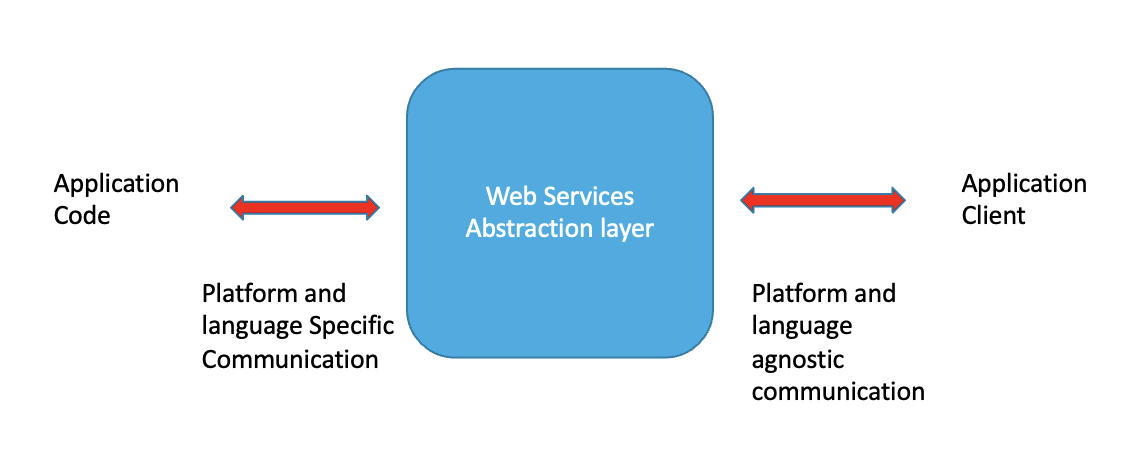 Application
Code
Web Services
Abstraction layer
Application
Client
Platform and
language Specific
Communication
Platform and
language
agnostic
communication